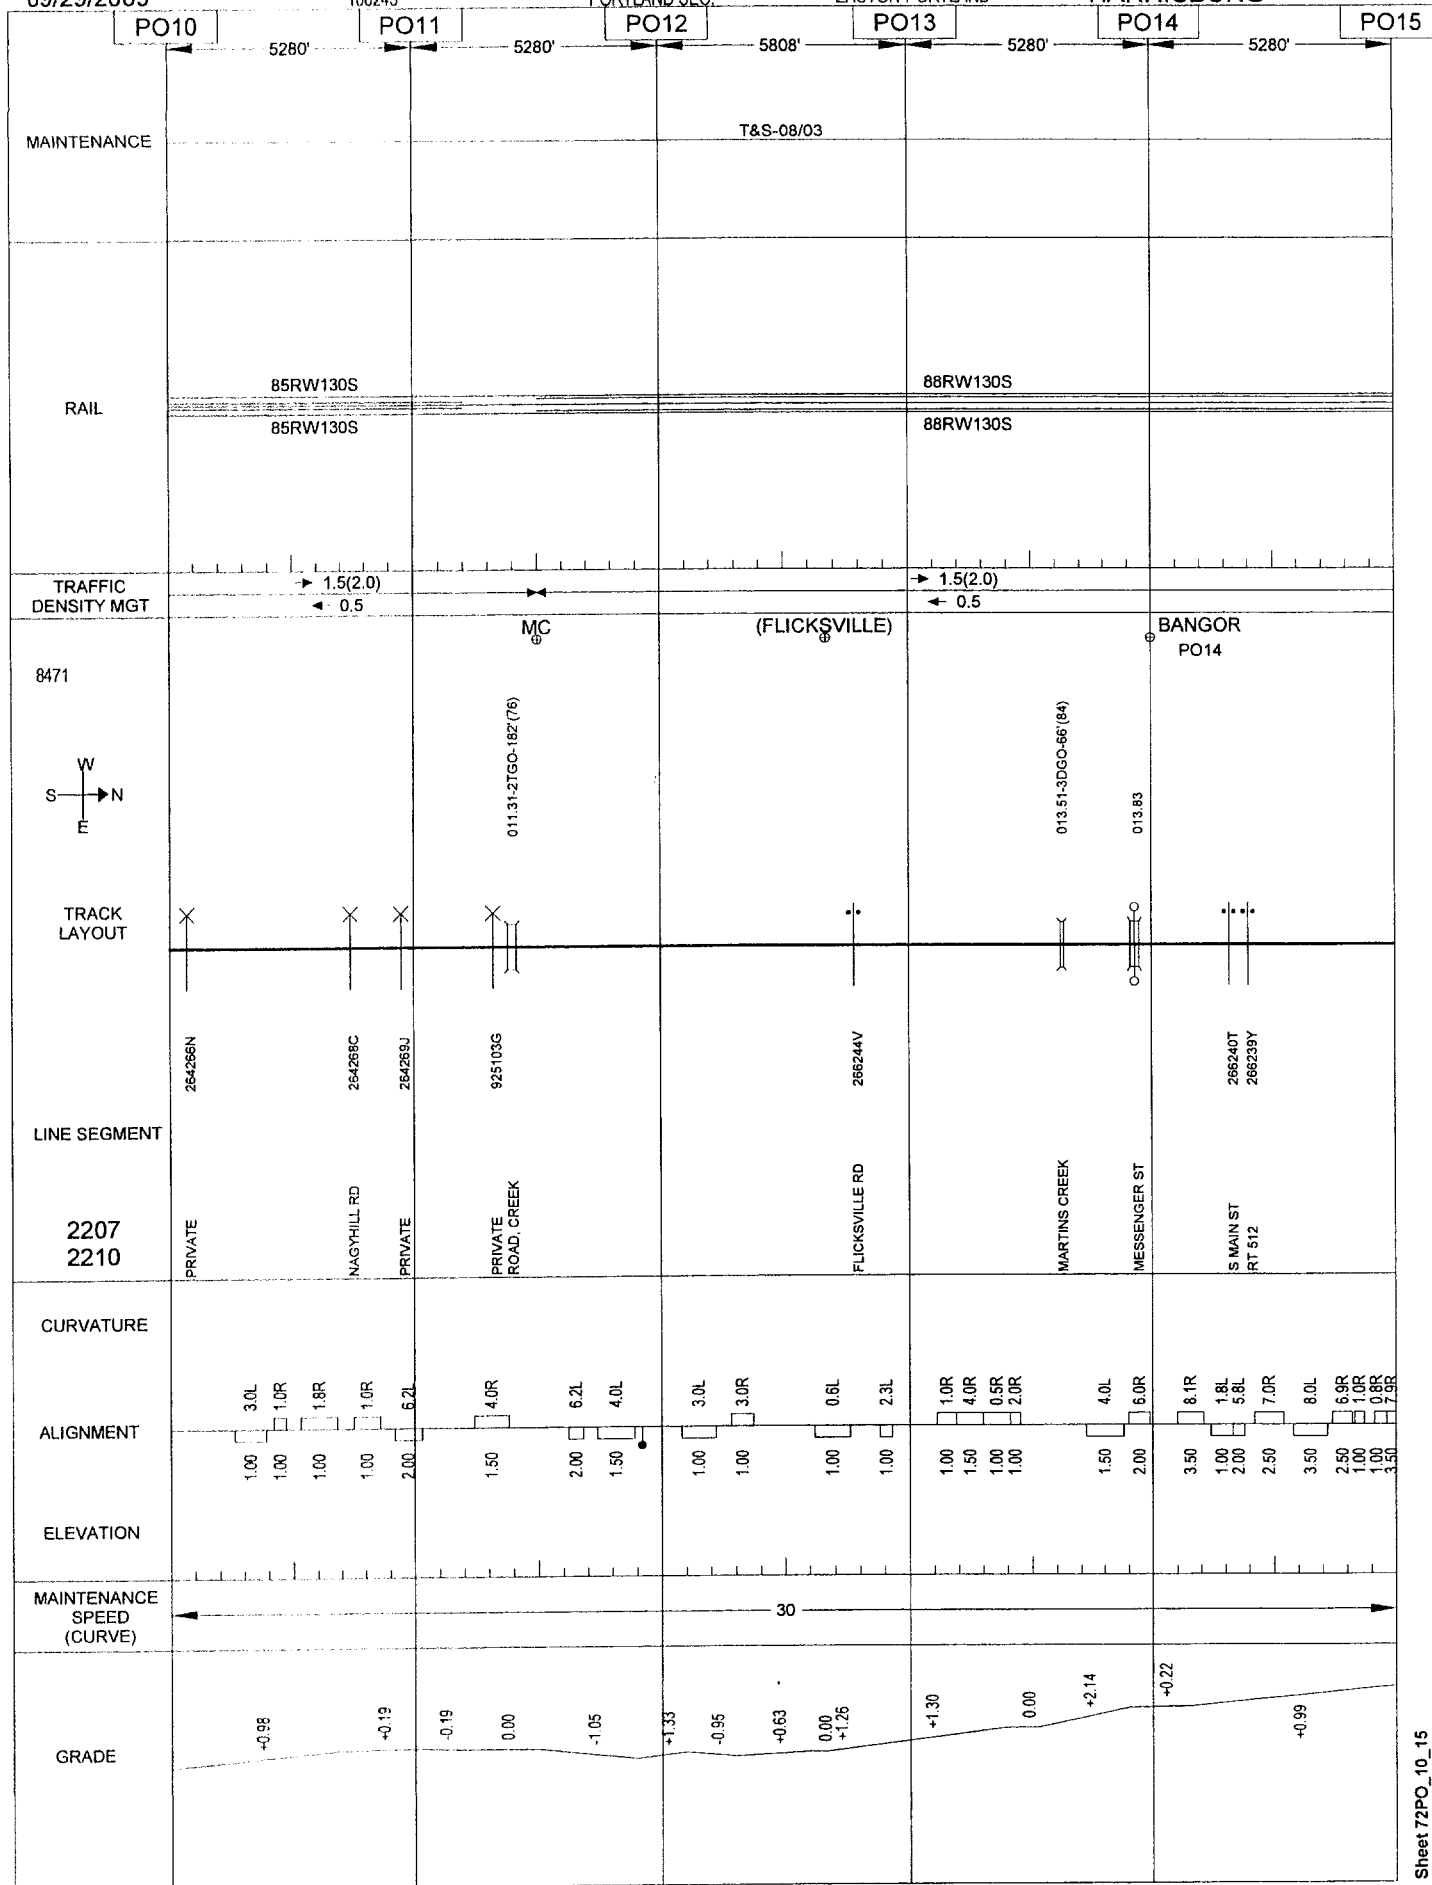 PO10 PO11 PO12 PO13 PO14 PO15
5280' 5280' 5808' 5280' 5280'
MAINTENANCE
T&S-08/03
RAIL
85RW130S 88RW130S
85RW130S 88RW130S
TRAFFIC
DENSITY MGT
1.5(2.0) 1.5(2.0)
0.5 0.5
MC (FLICKSVILLE) BANGOR
PO14
8471
W
S N
E
011.31-2TGO-182'(76)
013.51-3DGO-66'(84)
013.83
TRACK
LAYOUT
264266N
264268C
264269J
925103G
266244V
266240T
266239Y
LINE SEGMENT
2207
2210
PRIVATE
NAGYHILL RD
PRIVATE
PRIVATE
ROAD, CREEK
FLICKSVILLE RD
MARTINS CREEK
MESSENGER ST
S MAIN ST
RT 512
CURVATURE
3.0L 1.0R 1.8R 1.0R 6.2L 4.0R 6.2L 4.0L 3.0L 3.0R 0.6L 2.3L 1.0R 4.0R 0.5R 2.0R 4.0L 6.0R 8.1R 1.8L 5.8L 7.0R 8.0L 6.9R 1.0R 0.8R 7.9R
ALIGNMENT
1.00 1.00 1.00 1.00 2.00 1.50 2.00 1.50 1.00 1.00 1.00 1.00 1.00 1.50 1.00 1.00 1.50 2.00 3.50 1.00 2.00 2.50 3.50 2.50 1.00 1.00 3.50
ELEVATION
MAINTENANCE
SPEED
(CURVE)
30
GRADE
+0.98 +0.19 -0.19 0.00 -1.05 +1.33 -0.95 +0.63 0.00 +1.26 +1.30 0.00 +2.14 +0.22 +0.99
Sheet 72PO_10_15